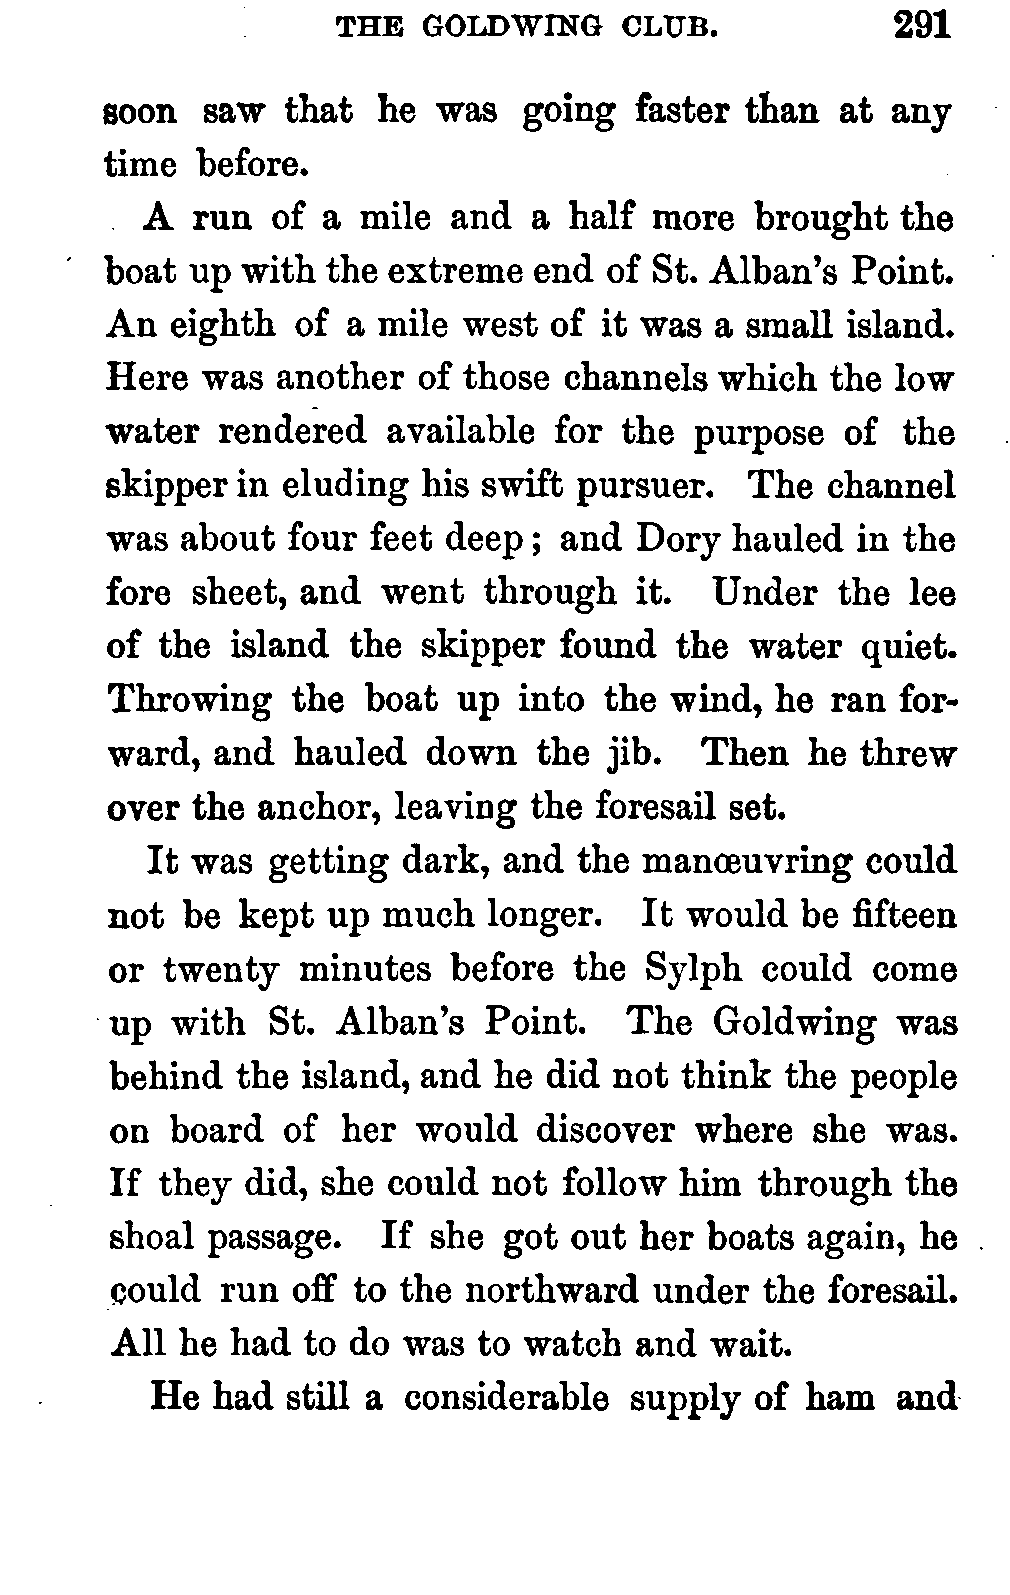 THE GOLDWING CLUB. 291
soon saw that he was going faster than at any
time before.
A run of a mile and a half more brought the
boat up with the extreme end of St. Alban's Point.
An eighth of a mile west of it was a small island.
Here was another of those channels which the low
water rendered available for the purpose of the
skipper in eluding his swift pursuer. The channel
was about four feet deep; and Dory hauled in the
fore sheet, and went through it. Under the lee
of the island the skipper found the water quiet.
Throwing the boat up into the wind, he ran for-
ward, and hauled down the jib. Then he threw
over the anchor, leaving the foresail set.
It was getting dark, and the manœuvring could
not be kept up much longer. It would be fifteen
or twenty minutes before the Sylph could come
up with St. Alban's Point. The Goldwing was
behind the island, and he did not think the people
on board of her would discover where she was.
If they did, she could not follow him through the
shoal passage. If she got out her boats again, he
could run off to the northward under the foresail.
All he had to do was to watch and wait.
He had still a considerable supply of ham and